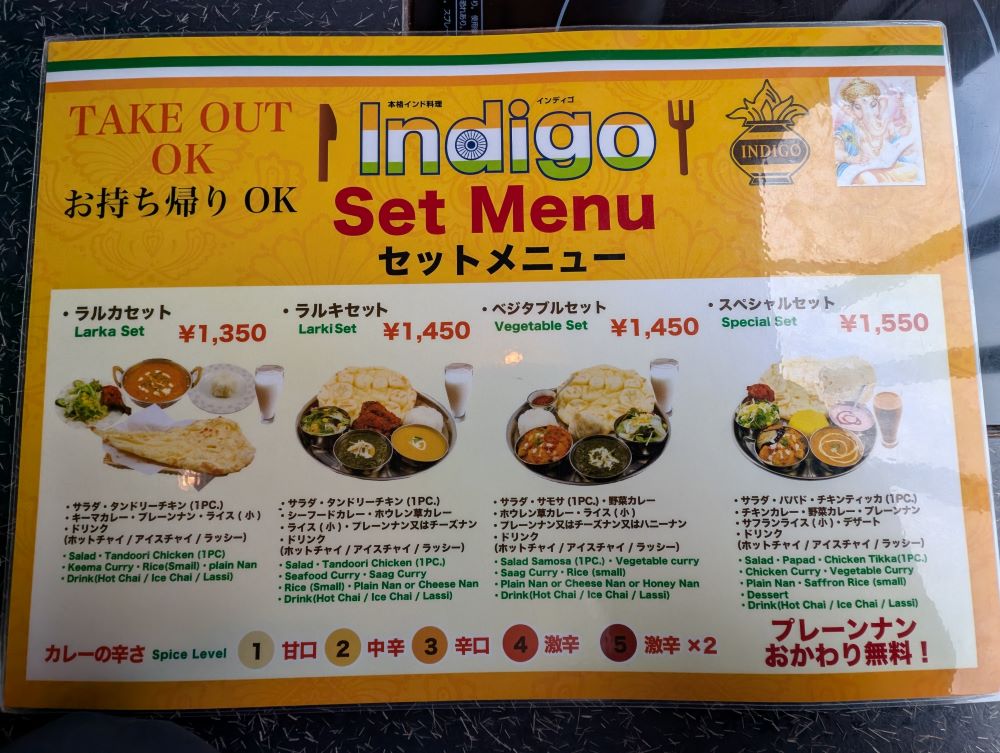 TAKE OUT
OK
お持ち帰り OK
本格インド料理
インディゴ
Indigo
INDIGO
Set Menu
セットメニュー
・ラルカセット
Larka Set
¥1,350
・サラダ・タンドリーチキン (1PC.)
・キーマカレー・プレーンナン・ライス ( 小 )
・ドリンク
(ホットチャイ / アイスチャイ / ラッシー)
・Salad・Tandoori Chicken (1PC)
・Keema Curry・Rice(Small)・plain Nan
・Drink(Hot Chai / Ice Chai / Lassi)
・ラルキセット
Larki Set
¥1,450
・サラダ・タンドリーチキン (1PC.)
・シーフードカレー・ホウレン草カレー
・ライス ( 小 )・プレーンナン又はチーズナン
・ドリンク
(ホットチャイ / アイスチャイ / ラッシー)
・Salad・Tandoori Chicken (1PC.)
・Seafood Curry・Saag Curry
・Rice (Small)・Plain Nan or Cheese Nan
・Drink(Hot Chai / Ice Chai / Lassi)
・ベジタブルセット
Vegetable Set
¥1,450
・サラダ・サモサ (1PC.)・野菜カレー
・ホウレン草カレー・ライス ( 小 )
・プレーンナン又はチーズナン又はハニーナン
・ドリンク
(ホットチャイ / アイスチャイ / ラッシー)
・Salad Samosa (1PC.)・Vegetable curry
・Saag Curry・Rice (small)
・Plain Nan or Cheese Nan or Honey Nan
・Drink(Hot Chai / Ice Chai / Lassi)
・スペシャルセット
Special Set
¥1,550
・サラダ・パパド・チキンティッカ (1PC.)
・チキンカレー・野菜カレー・プレーンナン
・サフランライス ( 小 )・デザート
・ドリンク
(ホットチャイ / アイスチャイ / ラッシー)
・Salad・Papad・Chicken Tikka(1PC.)
・Chicken Curry・Vegetable Curry
・Plain Nan・Saffron Rice (small)
・Dessert
・Drink(Hot Chai / Ice Chai / Lassi)
カレーの辛さ Spice Level 1 甘口 2 中辛 3 辛口 4 激辛 5 激辛 ×2
プレーンナン
おかわり無料！